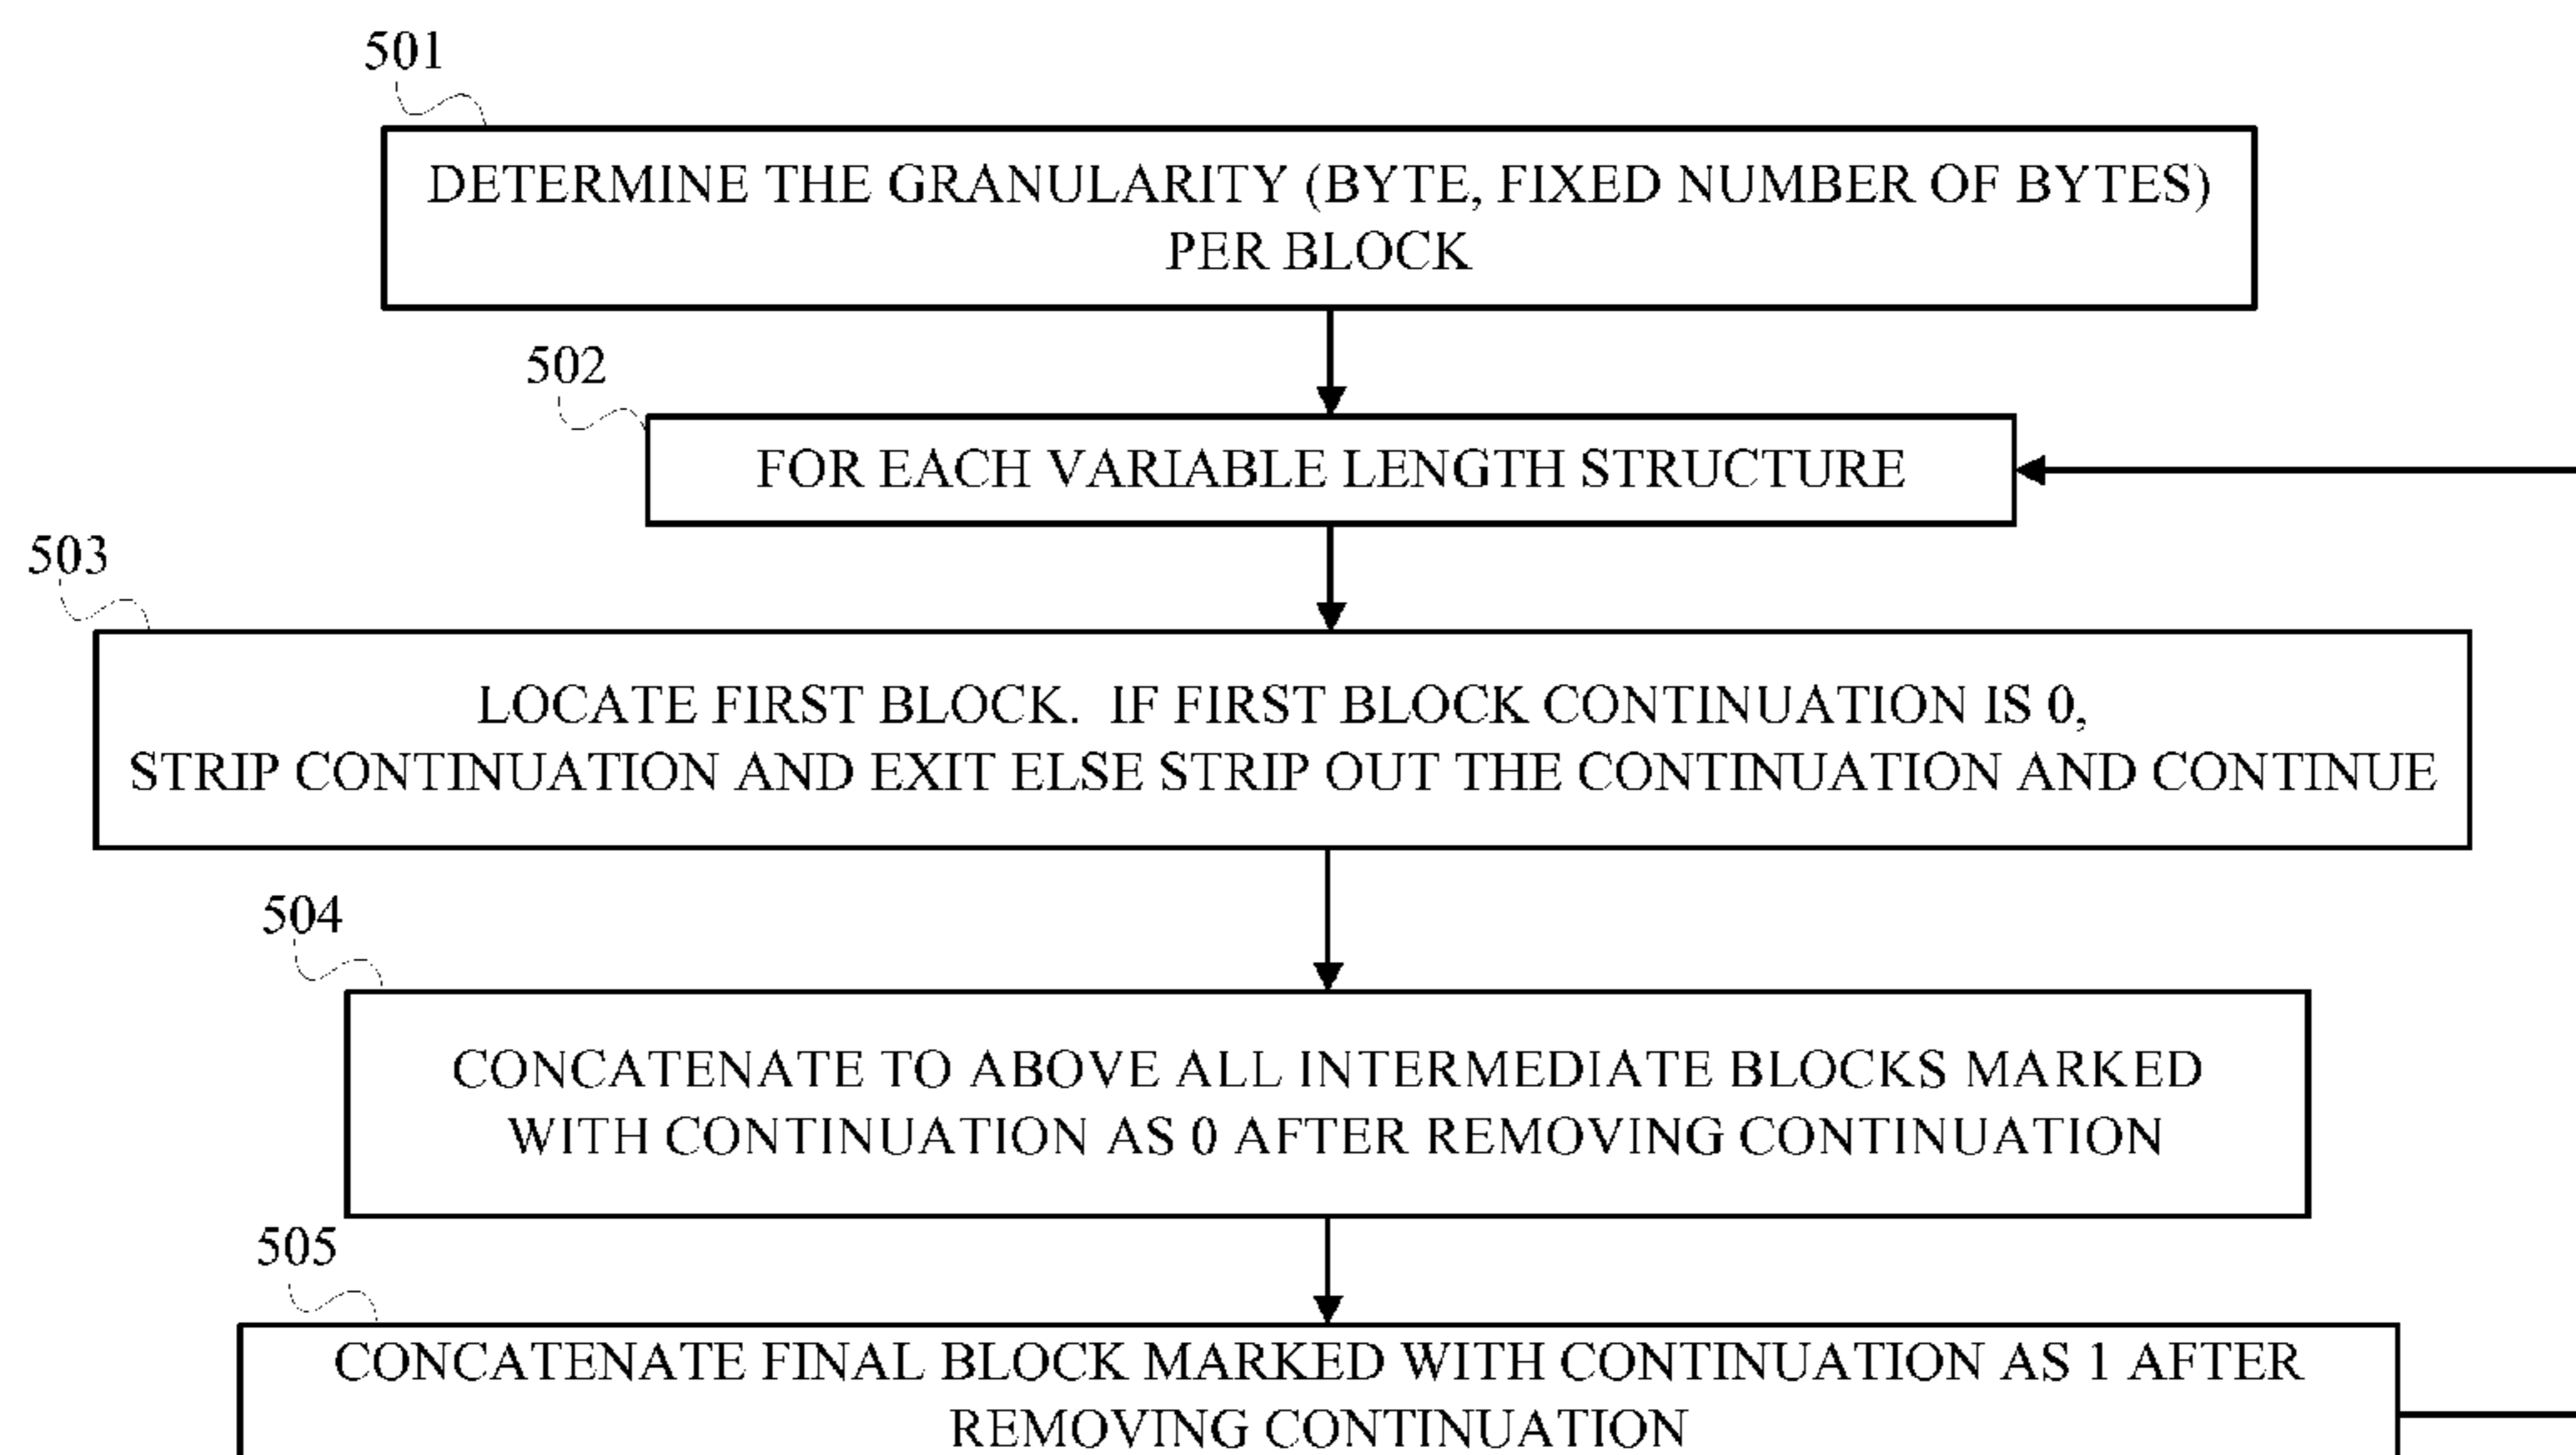 501
DETERMINE THE GRANULARITY (BYTE, FIXED NUMBER OF BYTES)
PER BLOCK
502
FOR EACH VARIABLE LENGTH STRUCTURE
503
LOCATE FIRST BLOCK. IF FIRST BLOCK CONTINUATION IS 0,
STRIP CONTINUATION AND EXIT ELSE STRIP OUT THE CONTINUATION AND CONTINUE
504
CONCATENATE TO ABOVE ALL INTERMEDIATE BLOCKS MARKED
WITH CONTINUATION AS 0 AFTER REMOVING CONTINUATION
505
CONCATENATE FINAL BLOCK MARKED WITH CONTINUATION AS 1 AFTER
REMOVING CONTINUATION